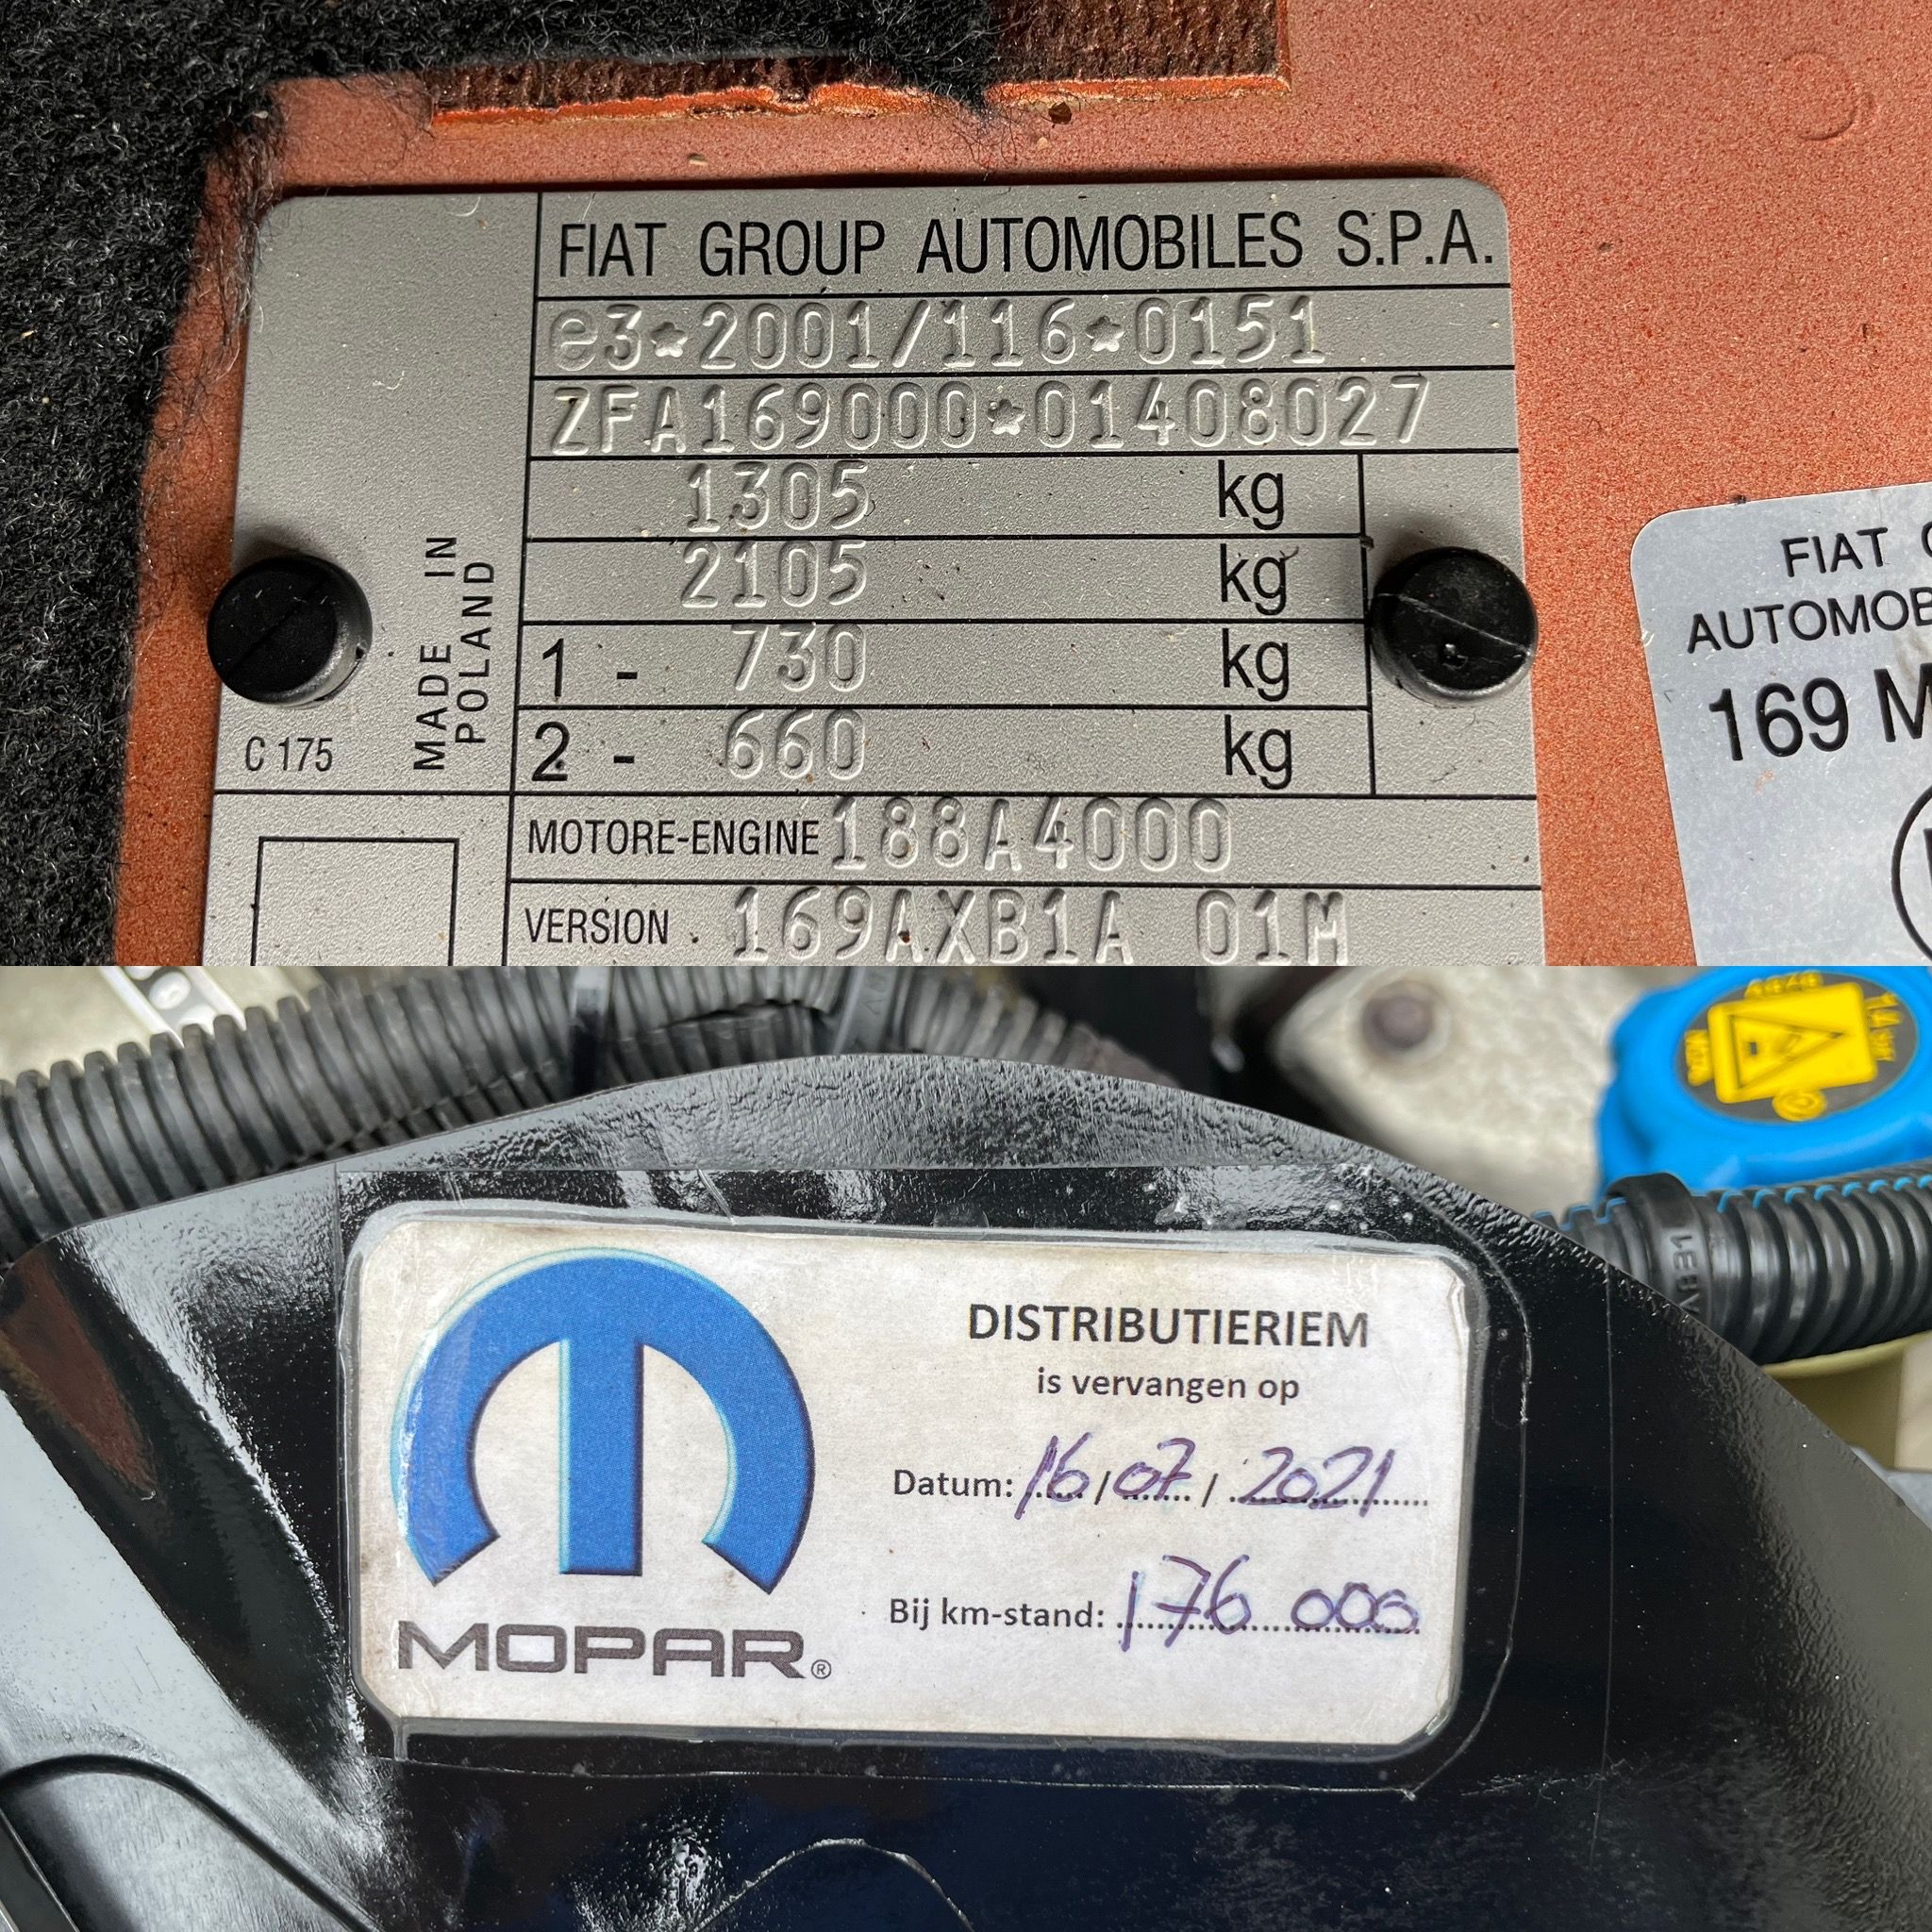 FIAT GROUP AUTOMOBILES S.P.A.
e3*2001/116*0151
ZFA169000*01408027
1305 kg
2105 kg
1 - 730 kg
2 - 660 kg
MADE IN
POLAND
C 175
MOTORE-ENGINE 188A4000
VERSION 169AXB1A 01M
FIAT
AUTOMOB
169 M
DISTRIBUTIERIEM
is vervangen op
Datum: 16/07/2021
Bij km-stand: 176 000
MOPAR®